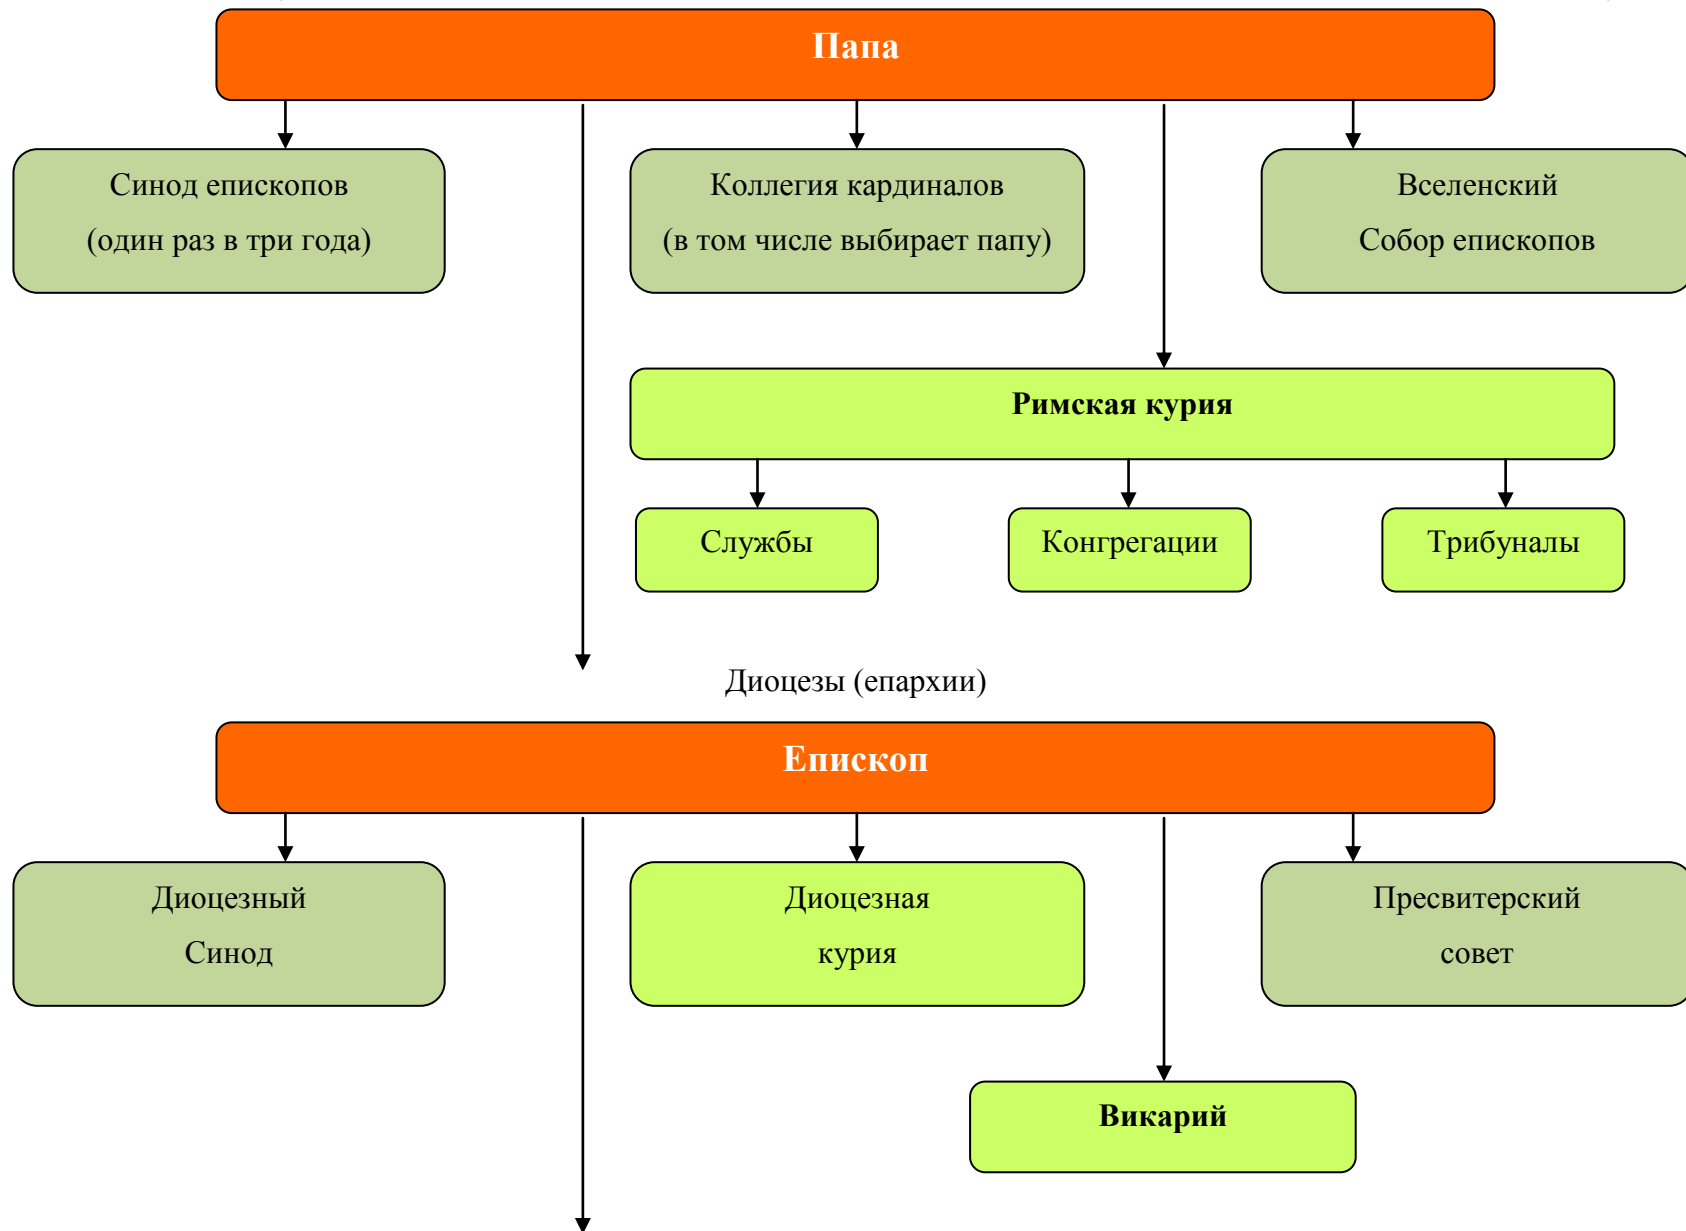 Папа
Синод епископов
(один раз в три года)
Коллегия кардиналов
(в том числе выбирает папу)
Вселенский
Собор епископов
Римская курия
Службы
Конгрегации
Трибуналы
Диоцезы (епархии)
Епископ
Диоцезный
Синод
Диоцезная
курия
Пресвитерский
совет
Викарий